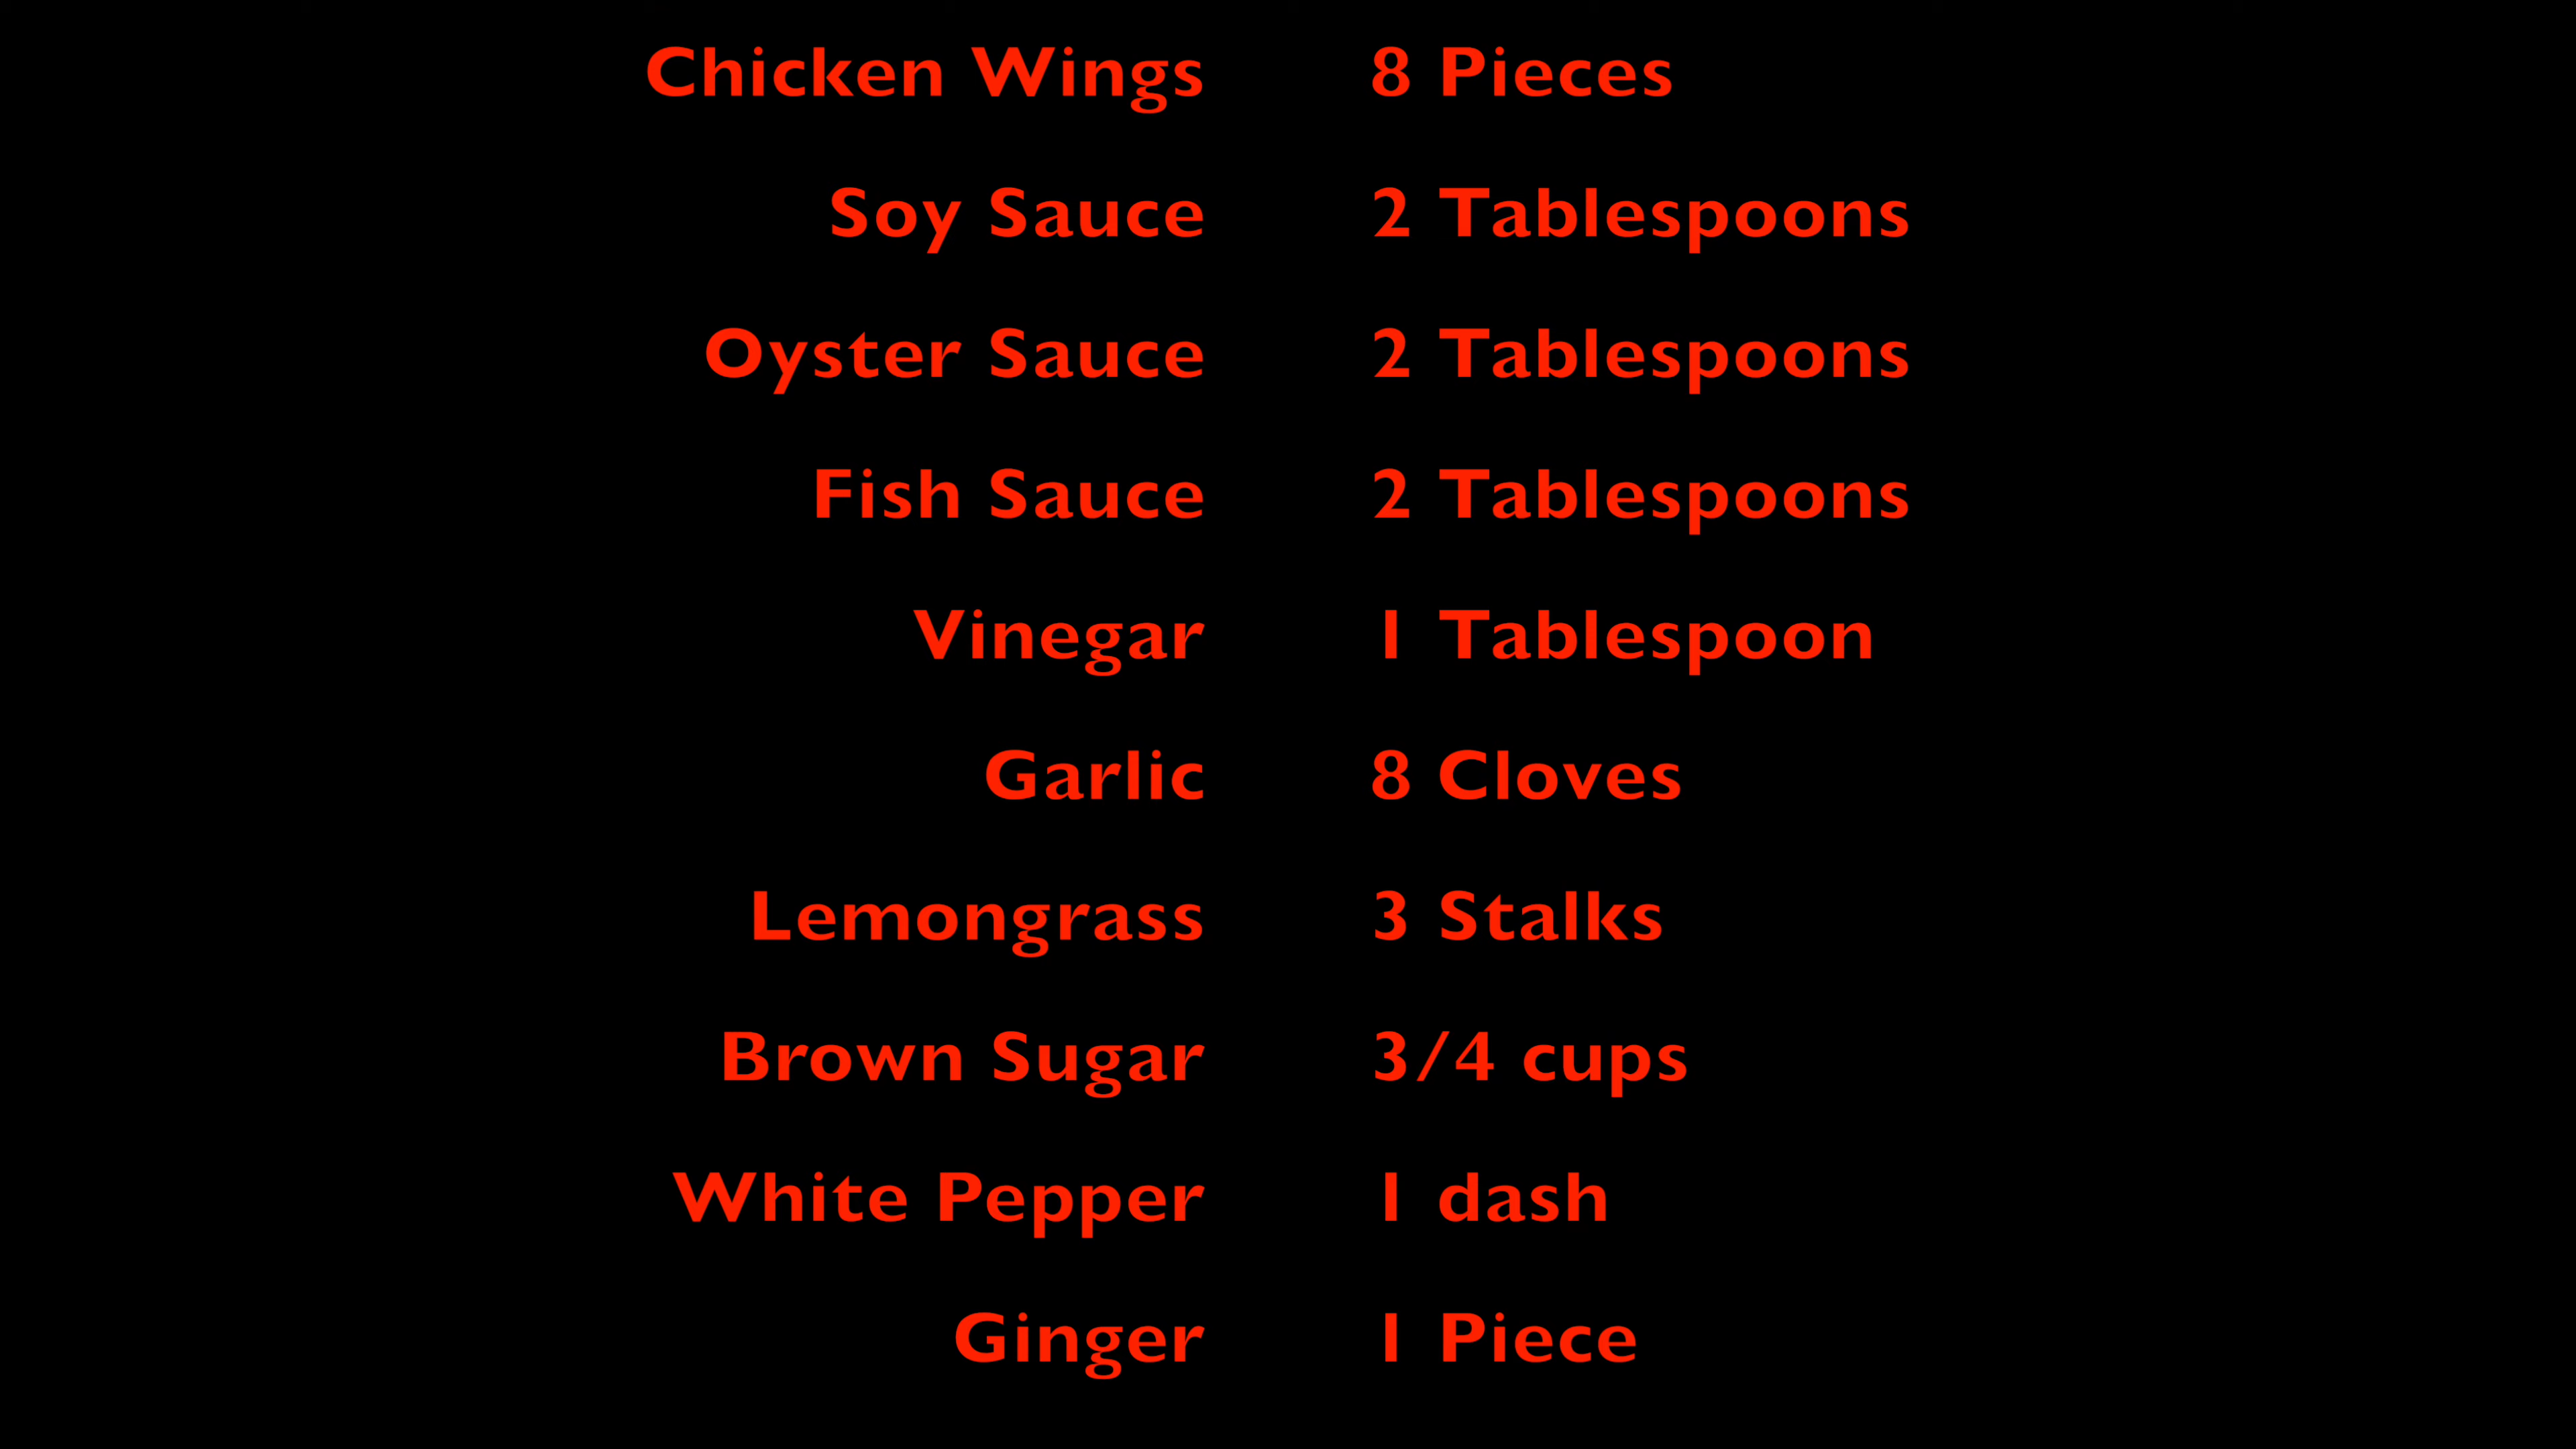 Chicken Wings 8 Pieces
Soy Sauce 2 Tablespoons
Oyster Sauce 2 Tablespoons
Fish Sauce 2 Tablespoons
Vinegar 1 Tablespoon
Garlic 8 Cloves
Lemongrass 3 Stalks
Brown Sugar 3/4 cups
White Pepper 1 dash
Ginger 1 Piece